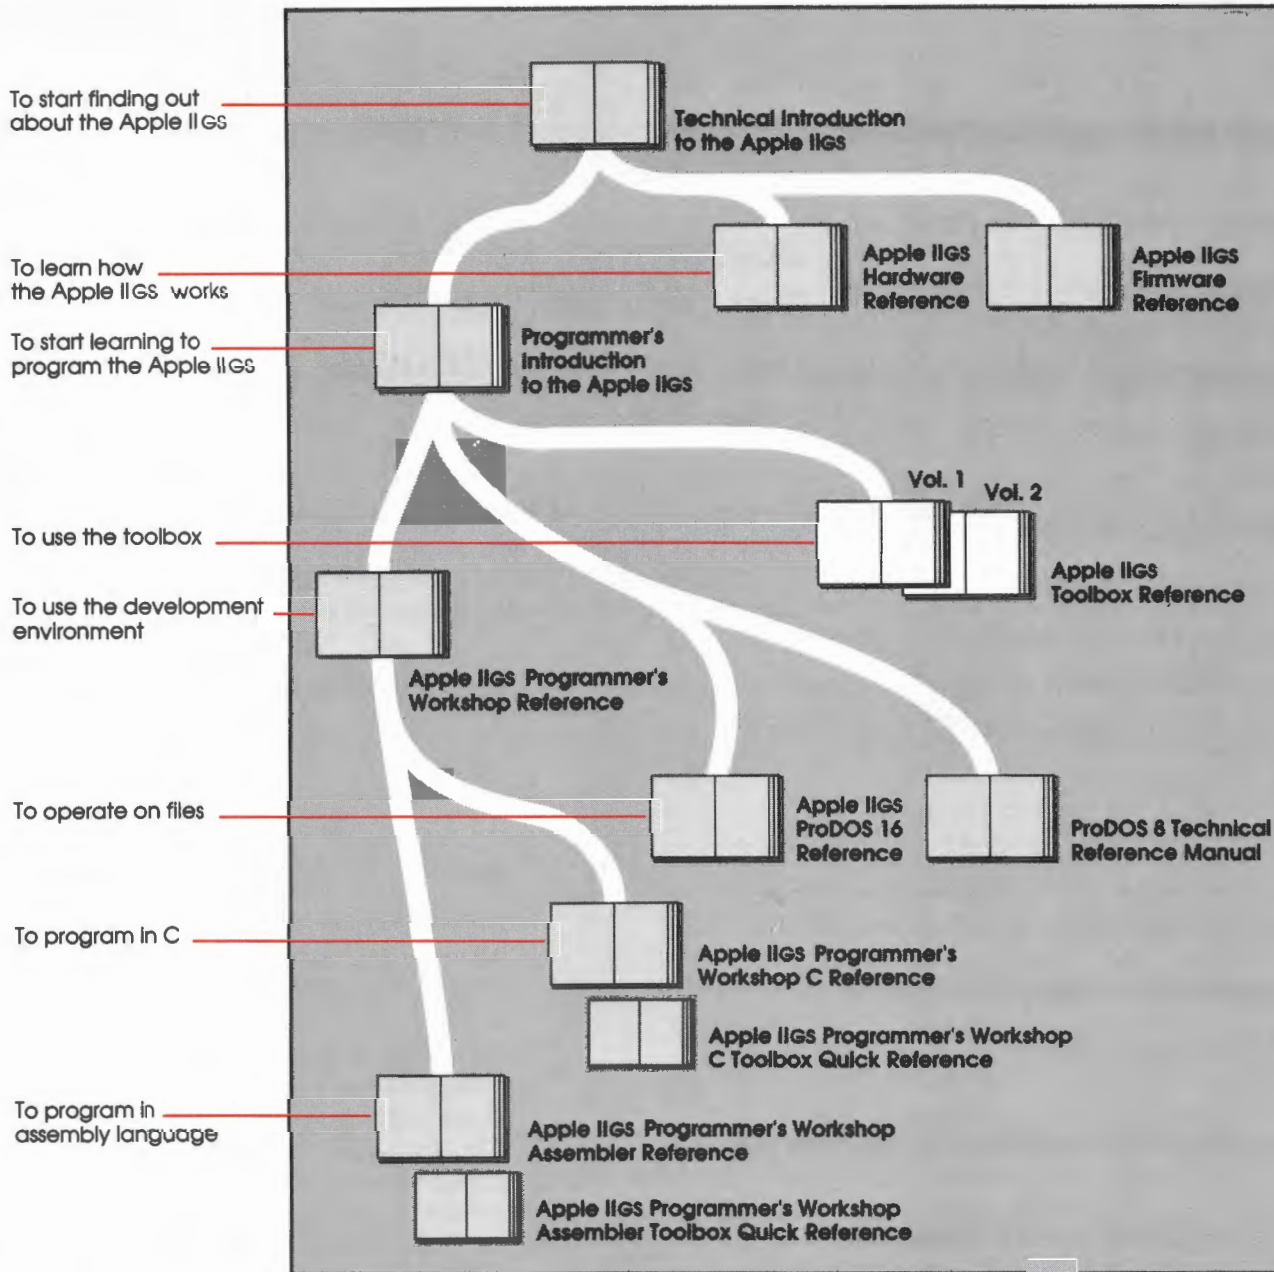 To start finding out
about the Apple IIGS
Technical Introduction
to the Apple IIGS
To learn how
the Apple IIGS works
Apple IIGS
Hardware
Reference
Apple IIGS
Firmware
Reference
To start learning to
program the Apple IIGS
Programmer's
Introduction
to the Apple IIGS
Vol. 1
Vol. 2
To use the toolbox
Apple IIGS
Toolbox Reference
To use the development
environment
Apple IIGS Programmer's
Workshop Reference
To operate on files
Apple IIGS
ProDOS 16
Reference
ProDOS 8 Technical
Reference Manual
To program in C
Apple IIGS Programmer's
Workshop C Reference
Apple IIGS Programmer's Workshop
C Toolbox Quick Reference
To program in
assembly language
Apple IIGS Programmer's Workshop
Assembler Reference
Apple IIGS Programmer's Workshop
Assembler Toolbox Quick Reference